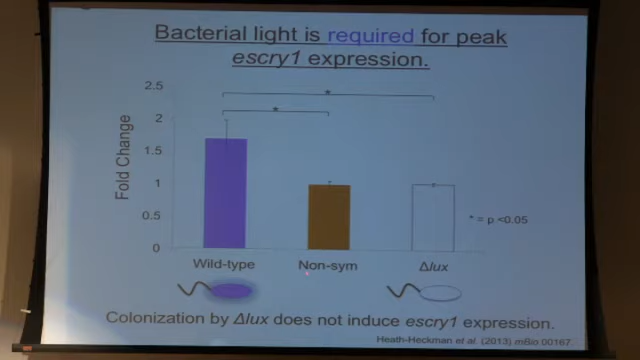 Bacterial light is required for peak
escry1 expression.
2.5
2
1.5
1
0.5
0
Fold Change
*
*
* = p <0.05
Wild-type
Non-sym
Δlux
Colonization by Δlux does not induce escry1 expression.
Heath-Heckman et al. (2013) mBio 00167.